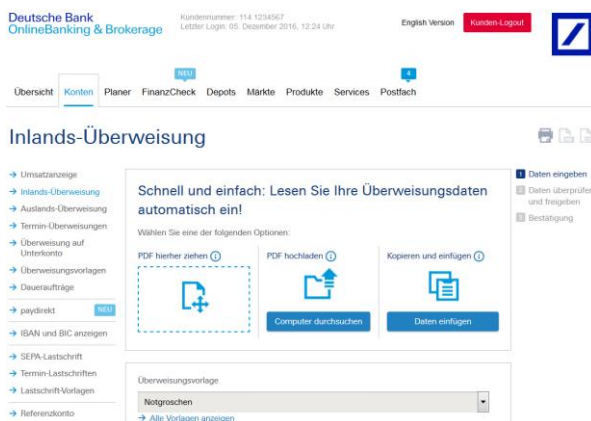 Deutsche Bank
OnlineBanking & Brokerage
Kundennummer: 114 1234567
Letzter Login: 05. Dezember 2016, 12:24 Uhr
English Version
Kunden-Logout
NEU
4
Übersicht Konten Planer FinanzCheck Depots Märkte Produkte Services Postfach
Inlands-Überweisung
Umsatzanzeige
Inlands-Überweisung
Auslands-Überweisung
Termin-Überweisungen
Überweisung auf
Unterkonto
Überweisungsvorlagen
Daueraufträge
paydirekt NEU
IBAN und BIC anzeigen
SEPA-Lastschrift
Termin-Lastschriften
Lastschrift-Vorlagen
Referenzkonto
Schnell und einfach: Lesen Sie Ihre Überweisungsdaten
automatisch ein!
Wählen Sie eine der folgenden Optionen:
PDF hierher ziehen
PDF hochladen
Computer durchsuchen
Kopieren und einfügen
Daten einfügen
Überweisungsvorlage
Notgroschen
Alle Vorlagen anzeigen
1 Daten eingeben
2 Daten überprüfen
und freigeben
3 Bestätigung